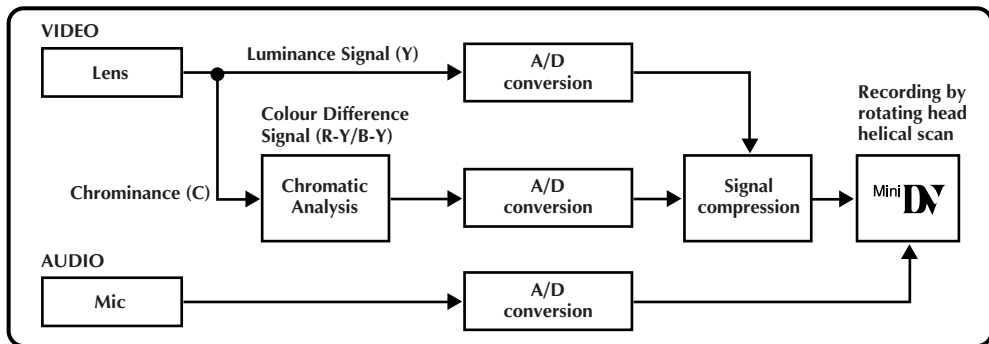 VIDEO
Lens
Luminance Signal (Y)
A/D
conversion
Colour Difference
Signal (R-Y/B-Y)
Chrominance (C)
Chromatic
Analysis
A/D
conversion
Signal
compression
Recording by
rotating head
helical scan
Mini DV
AUDIO
Mic
A/D
conversion